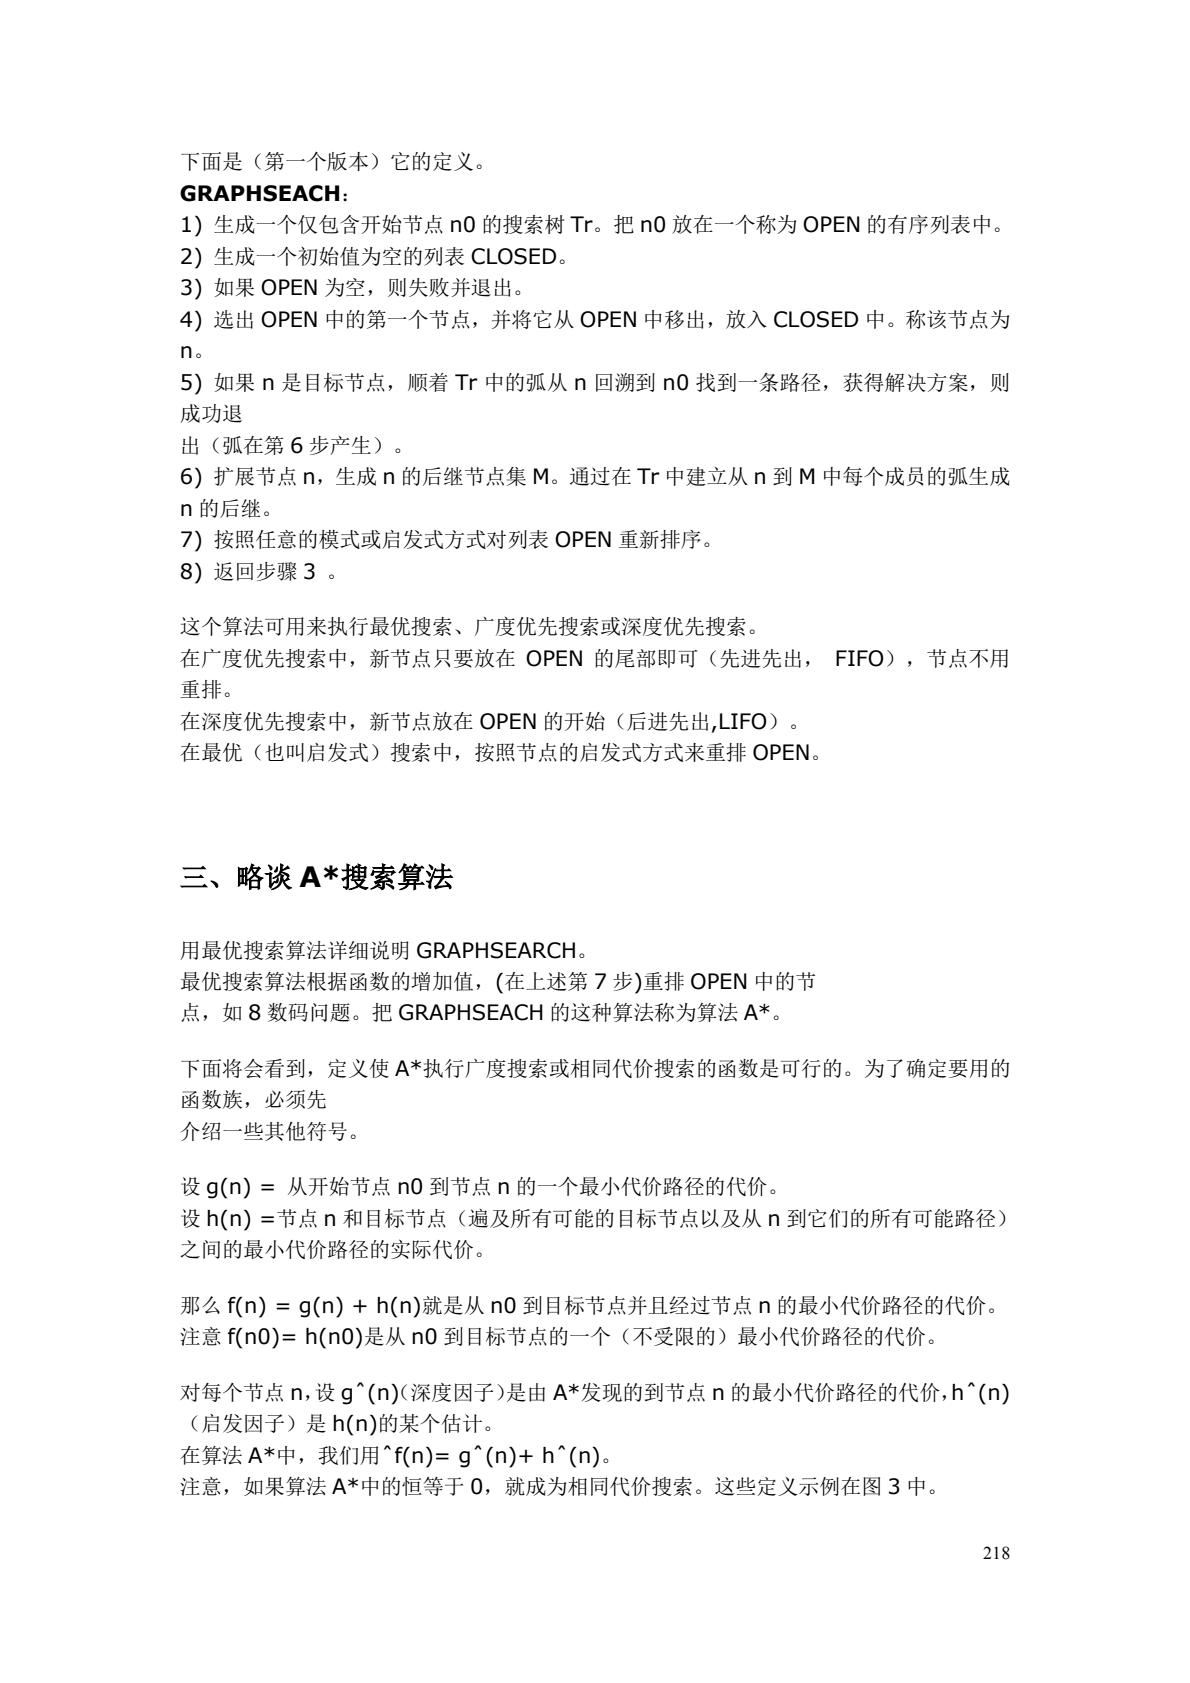 下面是（第一个版本）它的定义。
GRAPHSEACH：
1) 生成一个仅包含开始节点 n0 的搜索树 Tr。把 n0 放在一个称为 OPEN 的有序列表中。
2) 生成一个初始值为空的列表 CLOSED。
3) 如果 OPEN 为空，则失败并退出。
4) 选出 OPEN 中的第一个节点，并将它从 OPEN 中移出，放入 CLOSED 中。称该节点为
n。
5) 如果 n 是目标节点，顺着 Tr 中的弧从 n 回溯到 n0 找到一条路径，获得解决方案，则
成功退
出（弧在第 6 步产生）。
6) 扩展节点 n，生成 n 的后继节点集 M。通过在 Tr 中建立从 n 到 M 中每个成员的弧生成
n 的后继。
7) 按照任意的模式或启发式方式对列表 OPEN 重新排序。
8) 返回步骤 3 。
这个算法可用来执行最优搜索、广度优先搜索或深度优先搜索。
在广度优先搜索中，新节点只要放在 OPEN 的尾部即可（先进先出， FIFO），节点不用
重排。
在深度优先搜索中，新节点放在 OPEN 的开始（后进先出,LIFO）。
在最优（也叫启发式）搜索中，按照节点的启发式方式来重排 OPEN。
三、略谈 A*搜索算法
用最优搜索算法详细说明 GRAPHSEARCH。
最优搜索算法根据函数的增加值，(在上述第 7 步)重排 OPEN 中的节
点，如 8 数码问题。把 GRAPHSEACH 的这种算法称为算法 A*。
下面将会看到，定义使 A*执行广度搜索或相同代价搜索的函数是可行的。为了确定要用的
函数族，必须先
介绍一些其他符号。
设 g(n) = 从开始节点 n0 到节点 n 的一个最小代价路径的代价。
设 h(n) =节点 n 和目标节点（遍及所有可能的目标节点以及从 n 到它们的所有可能路径）
之间的最小代价路径的实际代价。
那么 f(n) = g(n) + h(n)就是从 n0 到目标节点并且经过节点 n 的最小代价路径的代价。
注意 f(n0)= h(n0)是从 n0 到目标节点的一个（不受限的）最小代价路径的代价。
对每个节点 n，设 gˆ(n)（深度因子）是由 A*发现的到节点 n 的最小代价路径的代价，hˆ(n)
（启发因子）是 h(n)的某个估计。
在算法 A*中，我们用ˆf(n)= gˆ(n)+ hˆ(n)。
注意，如果算法 A*中的恒等于 0，就成为相同代价搜索。这些定义示例在图 3 中。
218